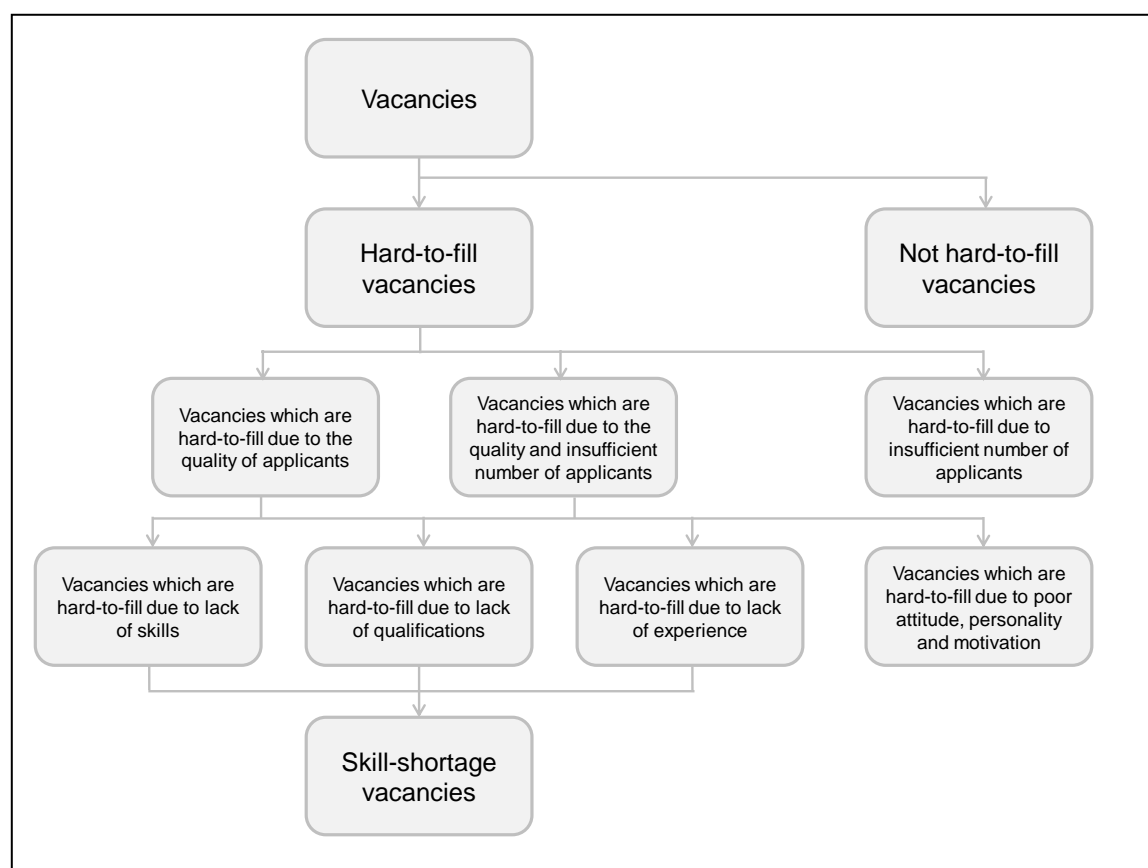 Vacancies
Hard-to-fill
vacancies
Not hard-to-fill
vacancies
Vacancies which are
hard-to-fill due to the
quality of applicants
Vacancies which are
hard-to-fill due to the
quality and insufficient
number of applicants
Vacancies which are
hard-to-fill due to
insufficient number of
applicants
Vacancies which are
hard-to-fill due to lack
of skills
Vacancies which are
hard-to-fill due to lack
of qualifications
Vacancies which are
hard-to-fill due to lack
of experience
Vacancies which are
hard-to-fill due to poor
attitude, personality
and motivation
Skill-shortage
vacancies